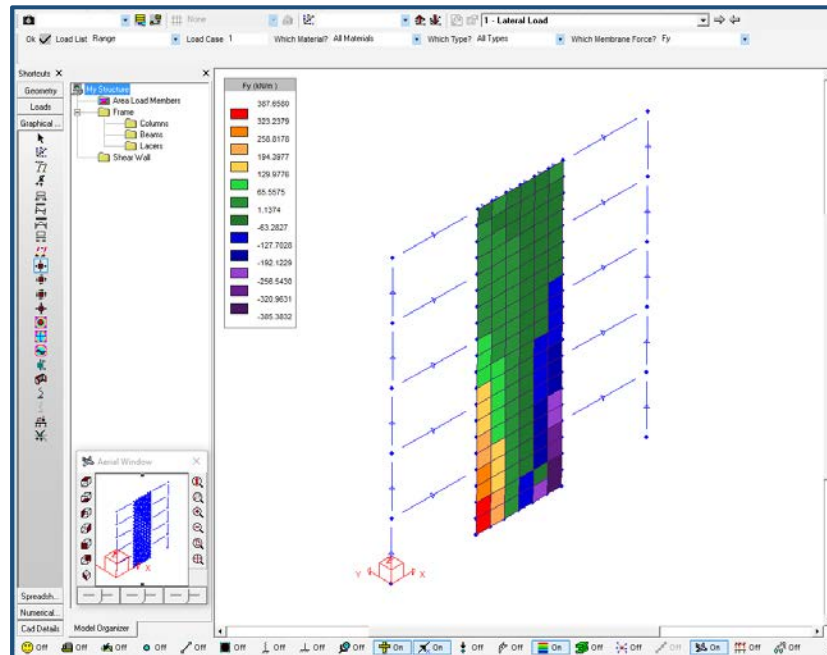 None
1 - Lateral Load
Ok Load List Range Load Case 1 Which Material? All Materials Which Type? All Types Which Membrane Force? Fy
Shortcuts X
Geometry
Loads
Graphical ...
Spreadsh...
Numerical...
Cad Details
My Structure
Area Load Members
Frame
Columns
Beams
Lacers
Shear Wall
Aerial Window
Model Organizer
Fy (kN/m )
387.6580
323.2379
258.8178
194.3977
129.9776
65.5575
1.1374
-63.2827
-127.7028
-192.1229
-256.5430
-320.9631
-385.3832
Y
X
Off Off Off Off Off Off Off Off Off On On Off Off Off On Off Off Off On Off Off